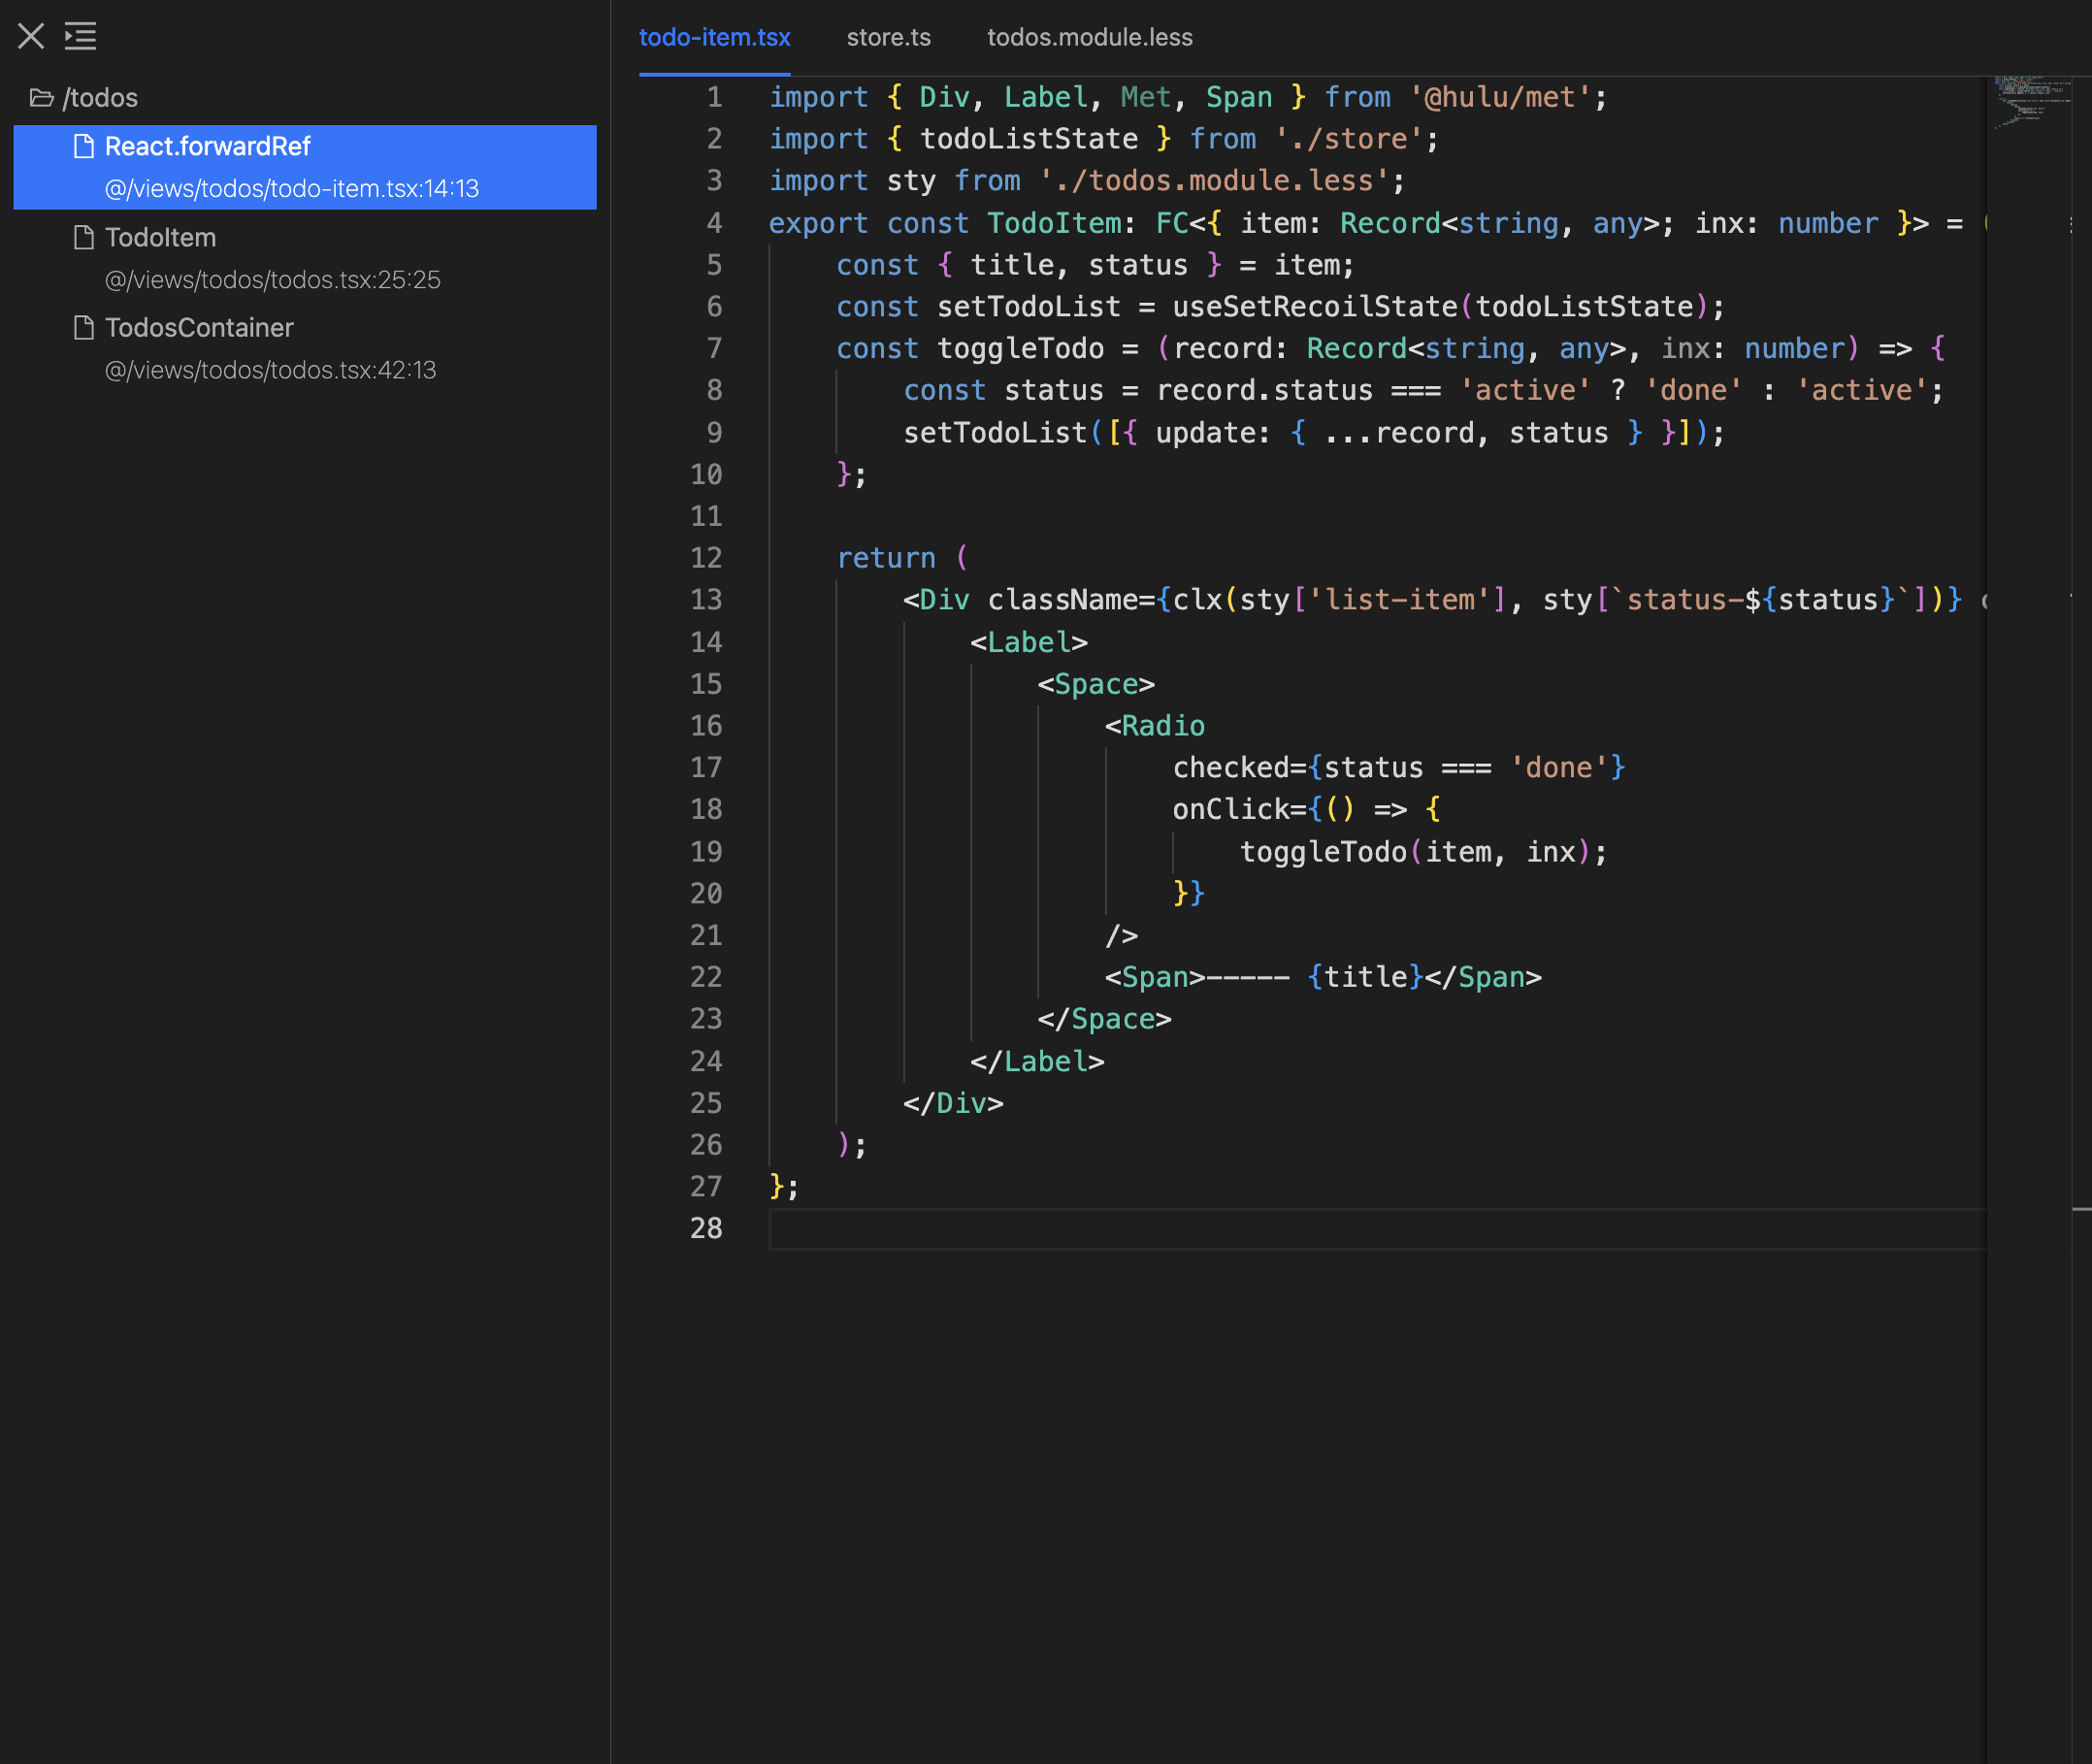 /todos
React.forwardRef
@/views/todos/todo-item.tsx:14:13
TodoItem
@/views/todos/todos.tsx:25:25
TodosContainer
@/views/todos/todos.tsx:42:13
todo-item.tsx store.ts todos.module.less
1 import { Div, Label, Met, Span } from '@hulu/met';
2 import { todoListState } from './store';
3 import sty from './todos.module.less';
4 export const TodoItem: FC<{ item: Record<string, any>; inx: number }> = (
5 const { title, status } = item;
6 const setTodoList = useSetRecoilState(todoListState);
7 const toggleTodo = (record: Record<string, any>, inx: number) => {
8 const status = record.status === 'active' ? 'done' : 'active';
9 setTodoList([{ update: { ...record, status } }]);
10 };
11
12 return (
13 <Div className={clx(sty['list-item'], sty[`status-${status}`])}
14 <Label>
15 <Space>
16 <Radio
17 checked={status === 'done'}
18 onClick={() => {
19 toggleTodo(item, inx);
20 }}
21 />
22 <Span>----- {title}</Span>
23 </Space>
24 </Label>
25 </Div>
26 );
27 };
28